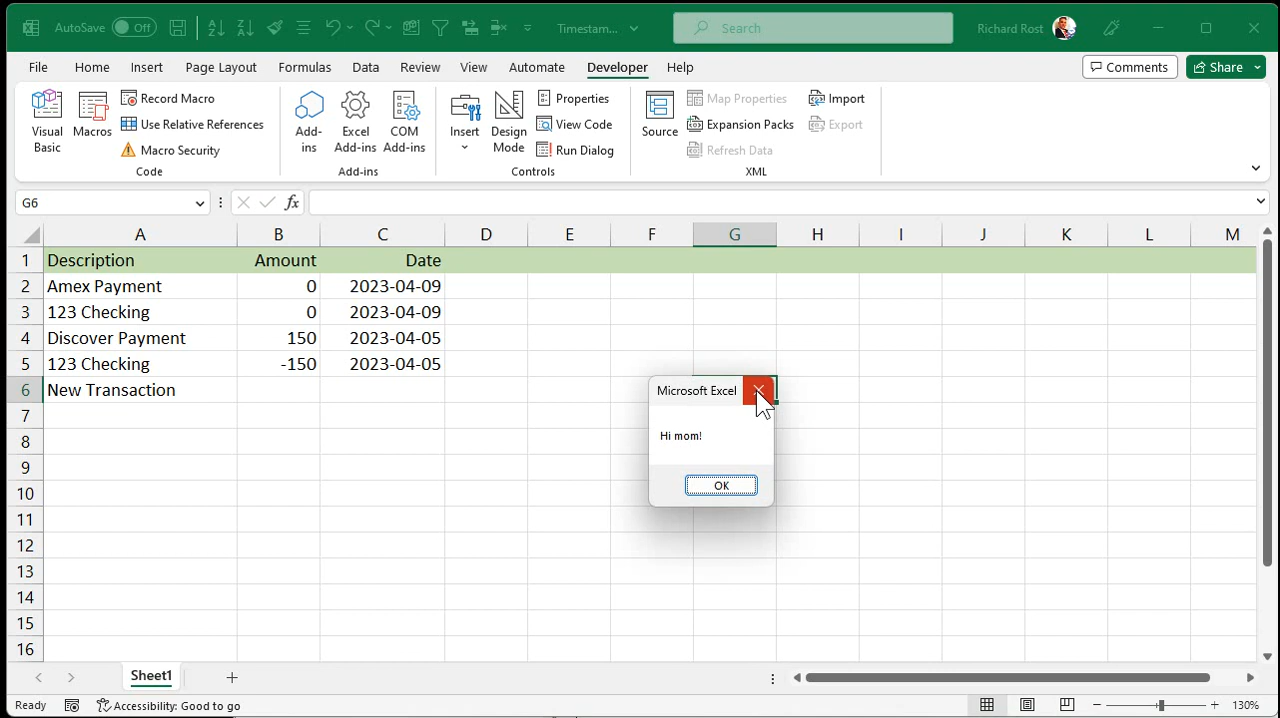 AutoSave Off Timestam... Search Richard Rost
File Home Insert Page Layout Formulas Data Review View Automate Developer Help Comments Share
Visual Basic
Macros
Record Macro
Use Relative References
Macro Security
Code
Add-ins
Excel Add-ins
COM Add-ins
Add-ins
Insert
Design Mode
Properties
View Code
Run Dialog
Controls
Source
Map Properties
Expansion Packs
Refresh Data
Import
Export
XML
G6 fx
A B C D E F G H I J K L M
1 Description Amount Date
2 Amex Payment 0 2023-04-09
3 123 Checking 0 2023-04-09
4 Discover Payment 150 2023-04-05
5 123 Checking -150 2023-04-05
6 New Transaction
7
8
9
10
11
12
13
14
15
16
Microsoft Excel
Hi mom!
OK
Sheet1
Ready Accessibility: Good to go 130%